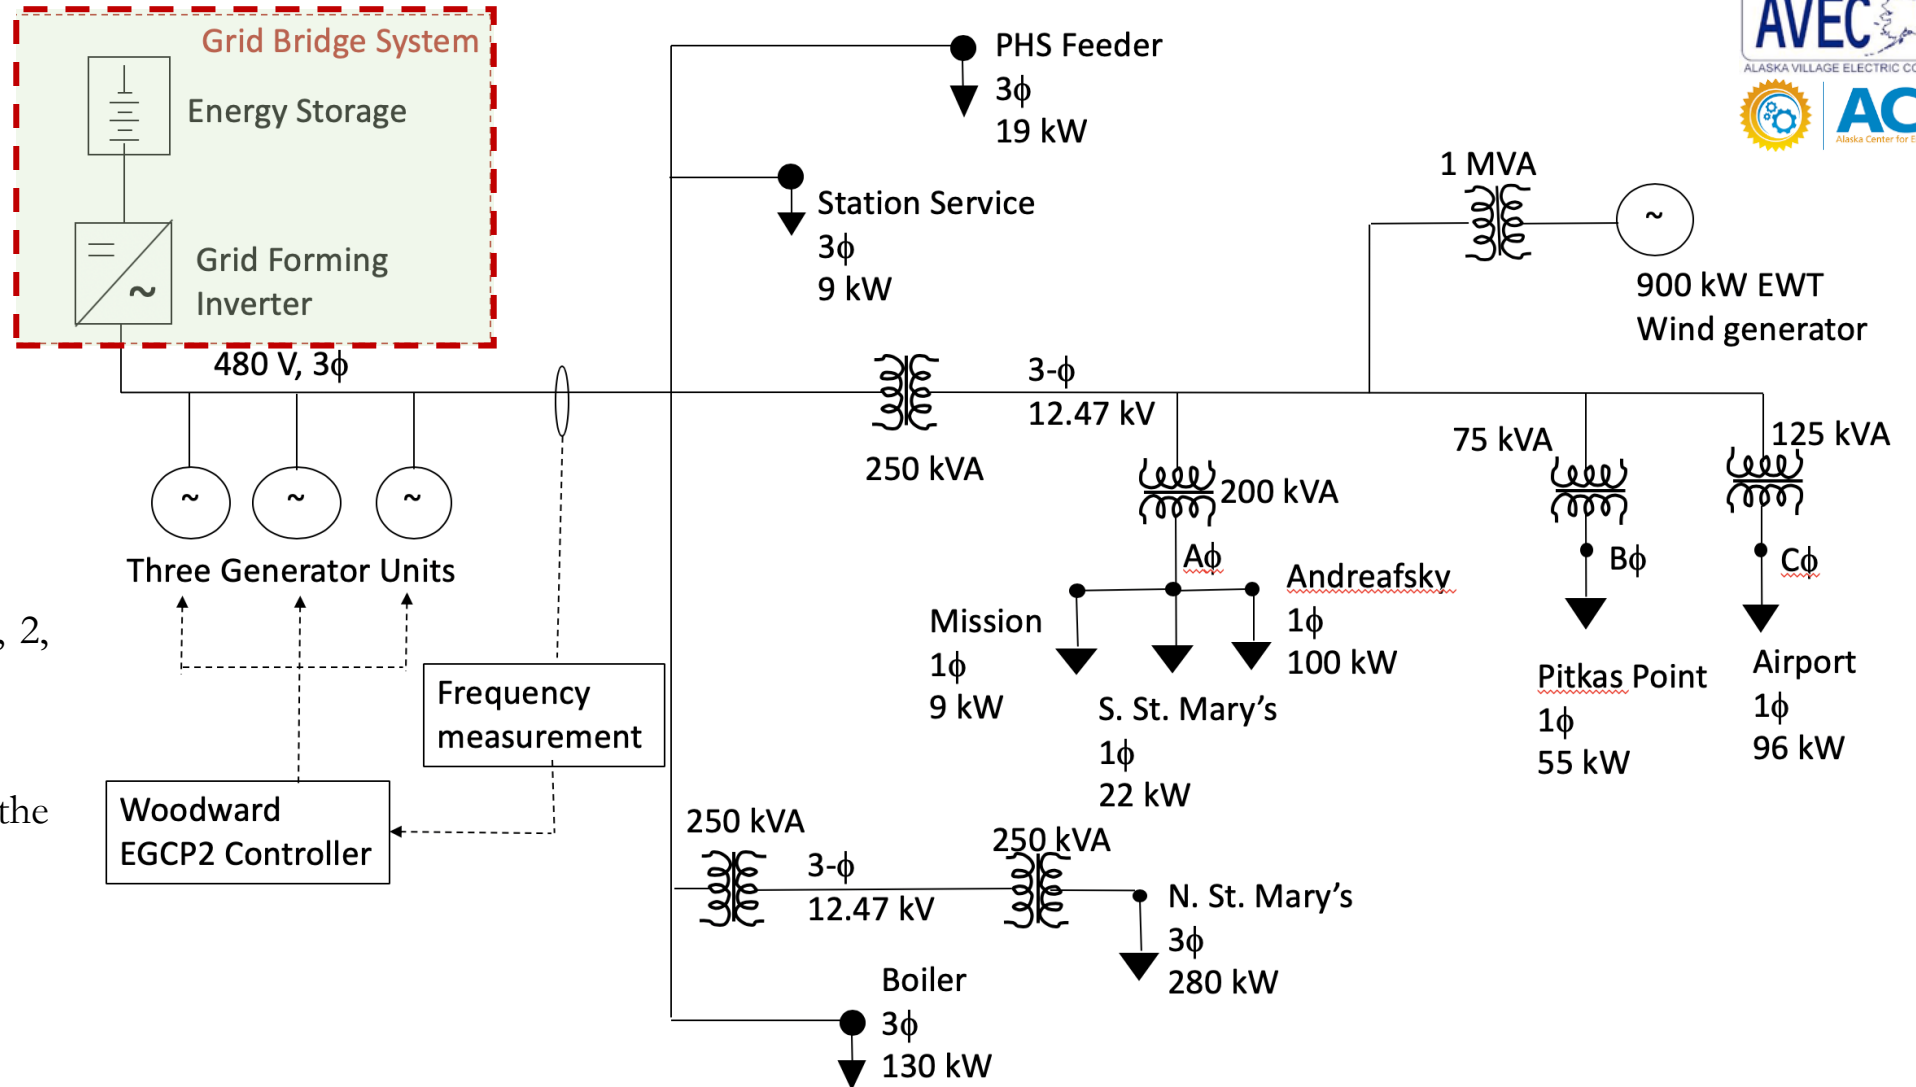 Grid Bridge System
Energy Storage
Grid Forming
Inverter
480 V, 3ϕ
Three Generator Units
, 2,
the
Frequency
measurement
Woodward
EGCP2 Controller
PHS Feeder
3ϕ
19 kW
Station Service
3ϕ
9 kW
250 kVA
3-ϕ
12.47 kV
1 MVA
~
900 kW EWT
Wind generator
~
~
~
200 kVA
Aϕ
Mission
1ϕ
9 kW
S. St. Mary’s
1ϕ
22 kW
Andreafsky
1ϕ
100 kW
75 kVA
Bϕ
Pitkas Point
1ϕ
55 kW
125 kVA
Cϕ
Airport
1ϕ
96 kW
250 kVA
3-ϕ
12.47 kV
250 kVA
N. St. Mary’s
3ϕ
280 kW
Boiler
3ϕ
130 kW
AVEC
ALASKA VILLAGE ELECTRIC CO
AC
Alaska Center for E